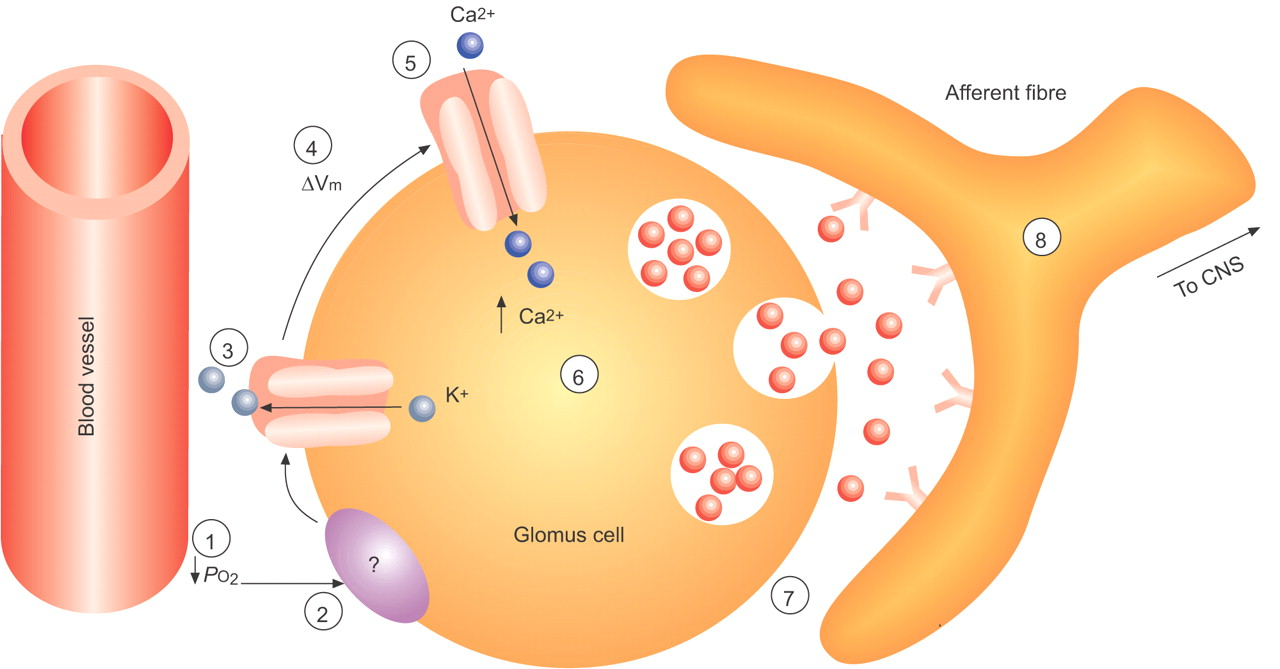 Ca2+
5
Afferent fibre
4
ΔVm
8
To CNS
Ca2+
3
6
K+
Blood vessel
Glomus cell
1
PO2
?
2
7